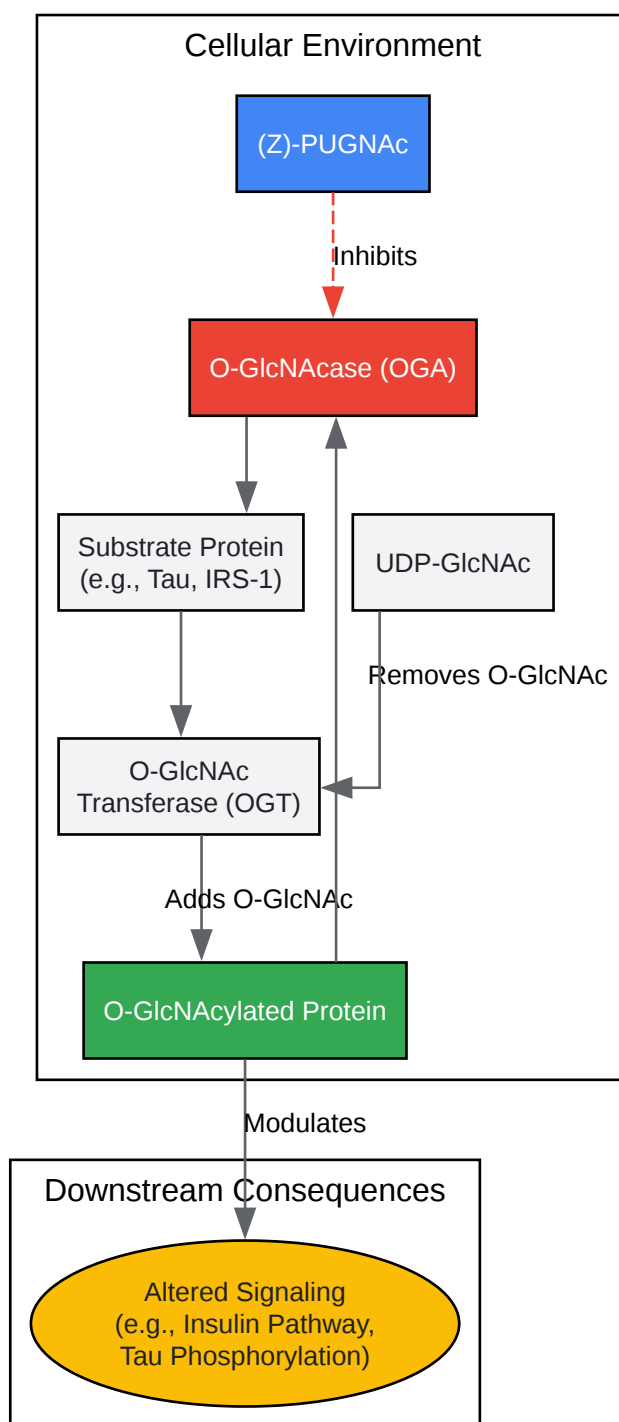 Cellular Environment
(Z)-PUGNAc
Inhibits
O-GlcNAcase (OGA)
Substrate Protein
(e.g., Tau, IRS-1)
UDP-GlcNAc
Removes O-GlcNAc
O-GlcNAc
Transferase (OGT)
Adds O-GlcNAc
O-GlcNAcylated Protein
Modulates
Downstream Consequences
Altered Signaling
(e.g., Insulin Pathway,
Tau Phosphorylation)